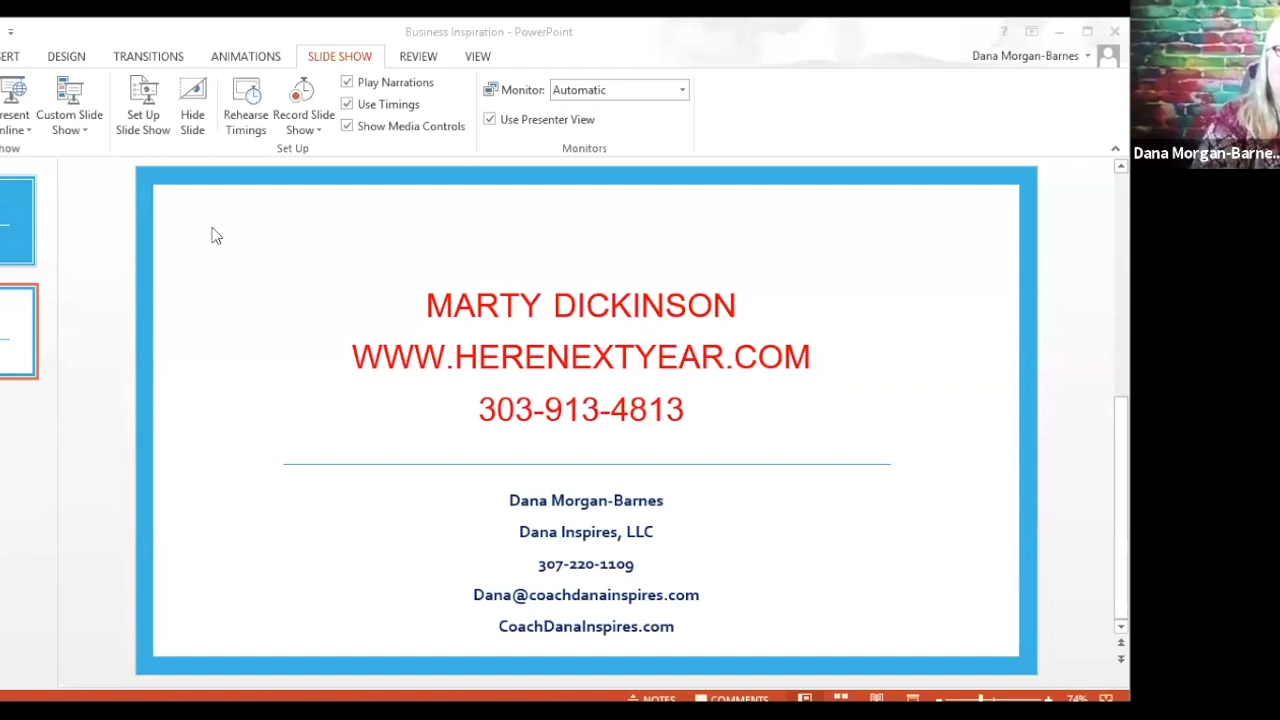 Business Inspiration - PowerPoint
?
DESIGN TRANSITIONS ANIMATIONS SLIDE SHOW REVIEW VIEW
Dana Morgan-Barnes
Custom Slide Show
Set Up Slide Show
Hide Slide
Rehearse Timings
Record Slide Show
Play Narrations
Use Timings
Show Media Controls
Monitor: Automatic
Use Presenter View
Set Up
Monitors
Dana Morgan-Barne...
MARTY DICKINSON
WWW.HERENEXTYEAR.COM
303-913-4813
Dana Morgan-Barnes
Dana Inspires, LLC
307-220-1109
Dana@coachdanainspires.com
CoachDanaInspires.com
NOTES COMMENTS 74%